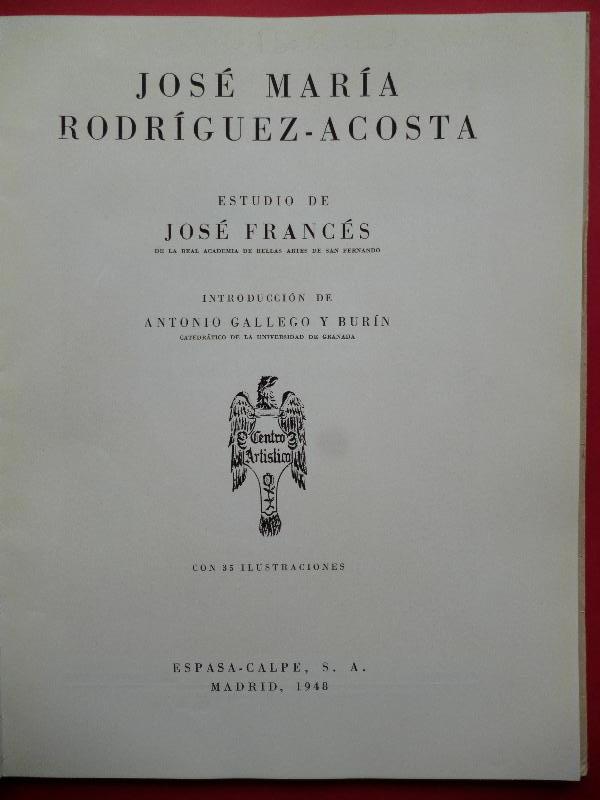 JOSÉ MARÍA
RODRÍGUEZ-ACOSTA
ESTUDIO DE
JOSÉ FRANCÉS
DE LA REAL ACADEMIA DE BELLAS ARTES DE SAN FERNANDO
INTRODUCCIÓN DE
ANTONIO GALLEGO Y BURÍN
CATEDRÁTICO DE LA UNIVERSIDAD DE GRANADA
Centro
Artistico
CON 35 ILUSTRACIONES
ESPASA-CALPE, S. A.
MADRID, 1948